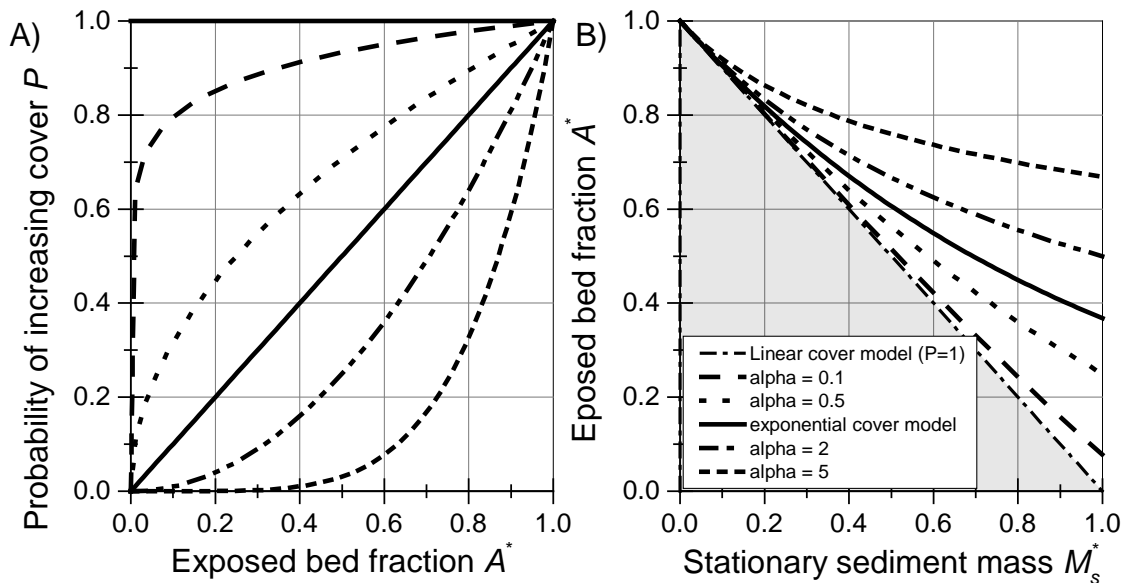 A)
Probability of increasing cover P
1.0
0.8
0.6
0.4
0.2
0.0
0.0 0.2 0.4 0.6 0.8 1.0
Exposed bed fraction A*
B)
Eposed bed fraction A*
1.0
0.8
0.6
0.4
0.2
0.0
Linear cover model (P=1)
alpha = 0.1
alpha = 0.5
exponential cover model
alpha = 2
alpha = 5
0.0 0.2 0.4 0.6 0.8 1.0
Stationary sediment mass M*s